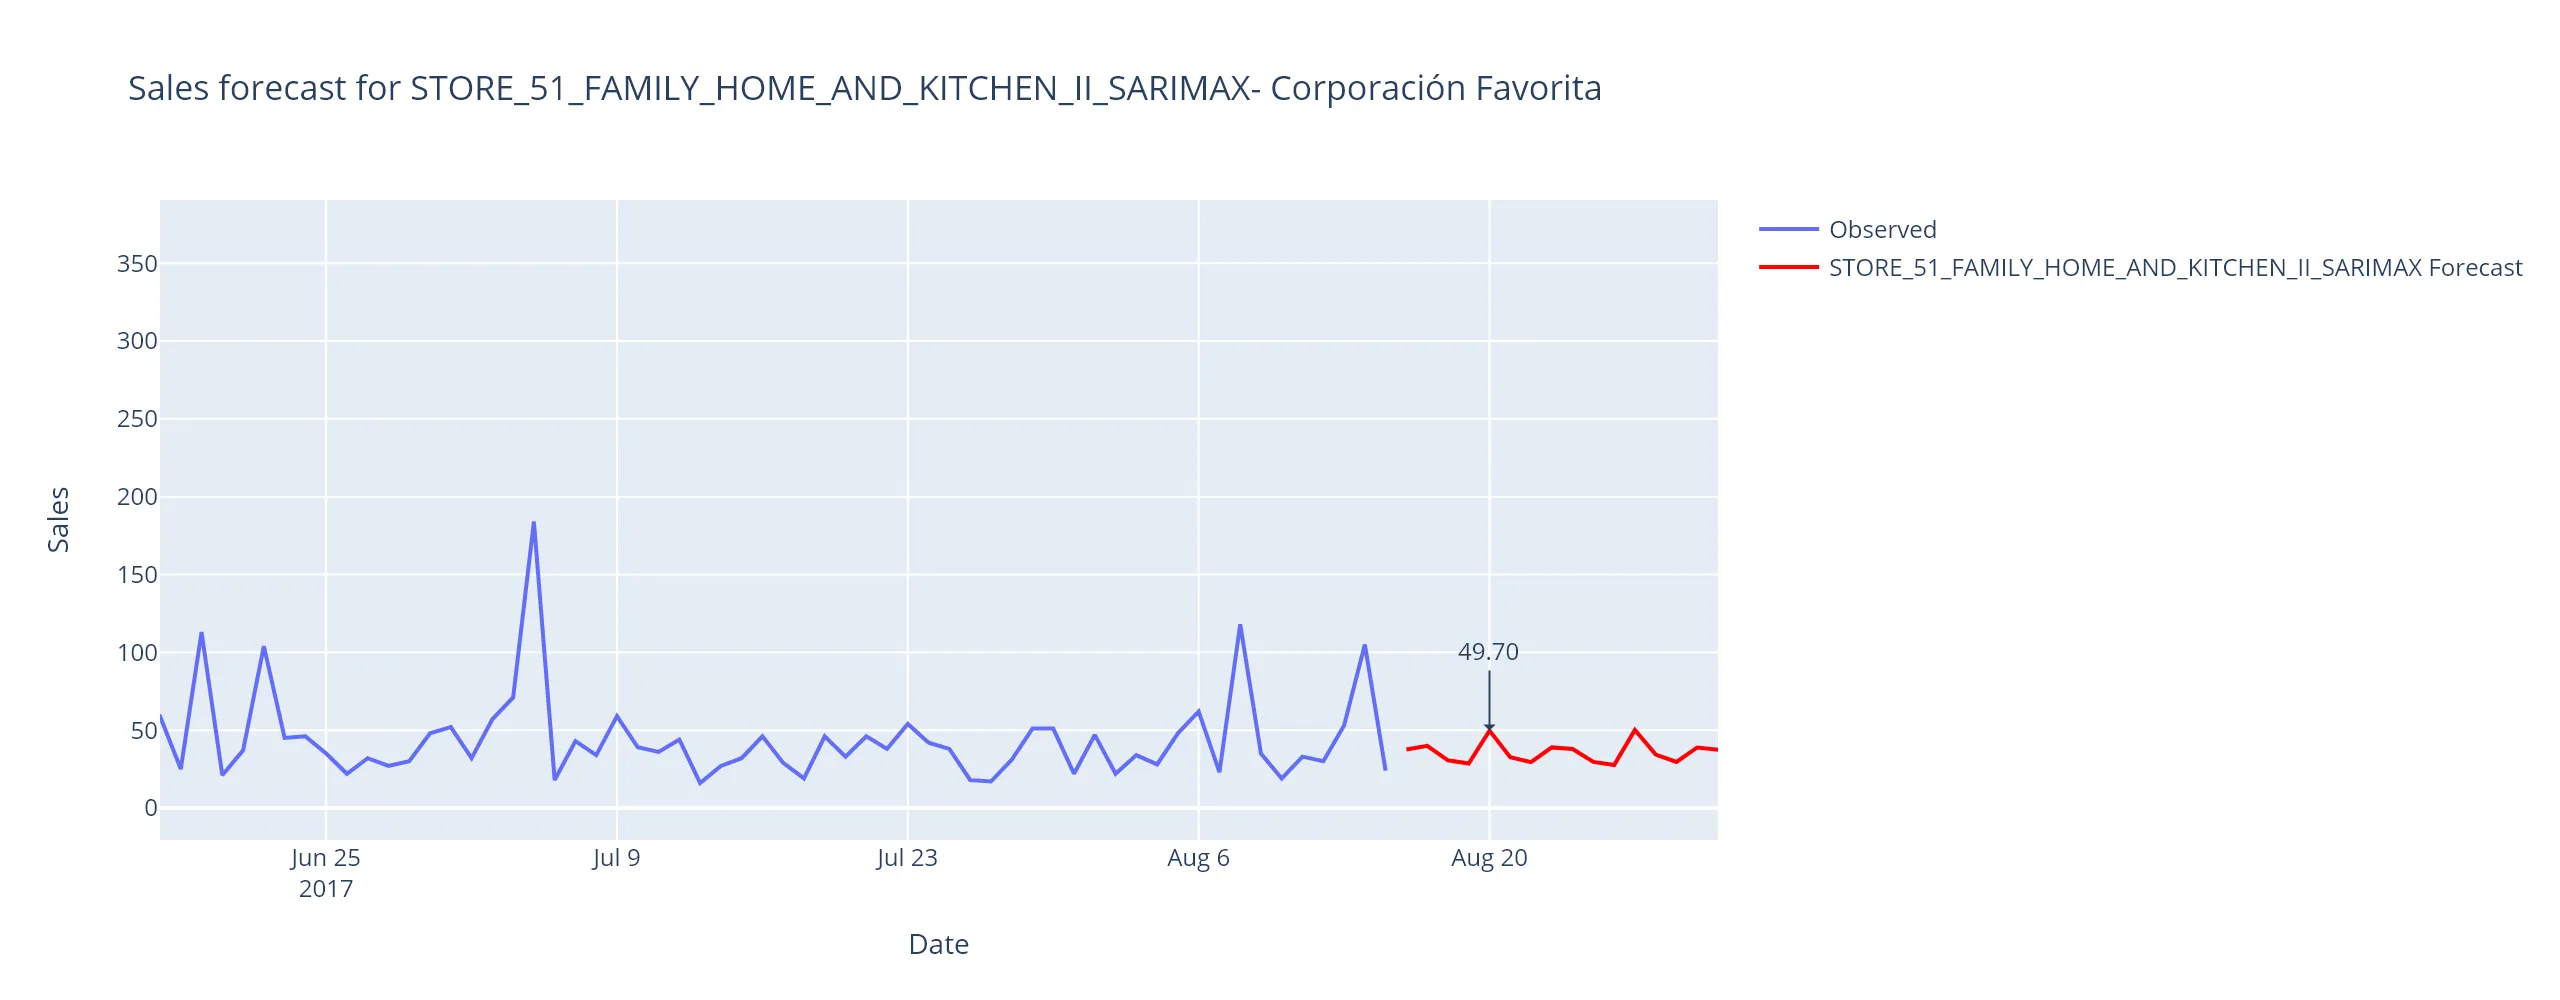 Sales forecast for STORE_51_FAMILY_HOME_AND_KITCHEN_II_SARIMAX- Corporación Favorita
Observed
STORE_51_FAMILY_HOME_AND_KITCHEN_II_SARIMAX Forecast
350
300
250
200
150
100
50
0
Sales
49.70
Jun 25
2017
Jul 9
Jul 23
Aug 6
Aug 20
Date